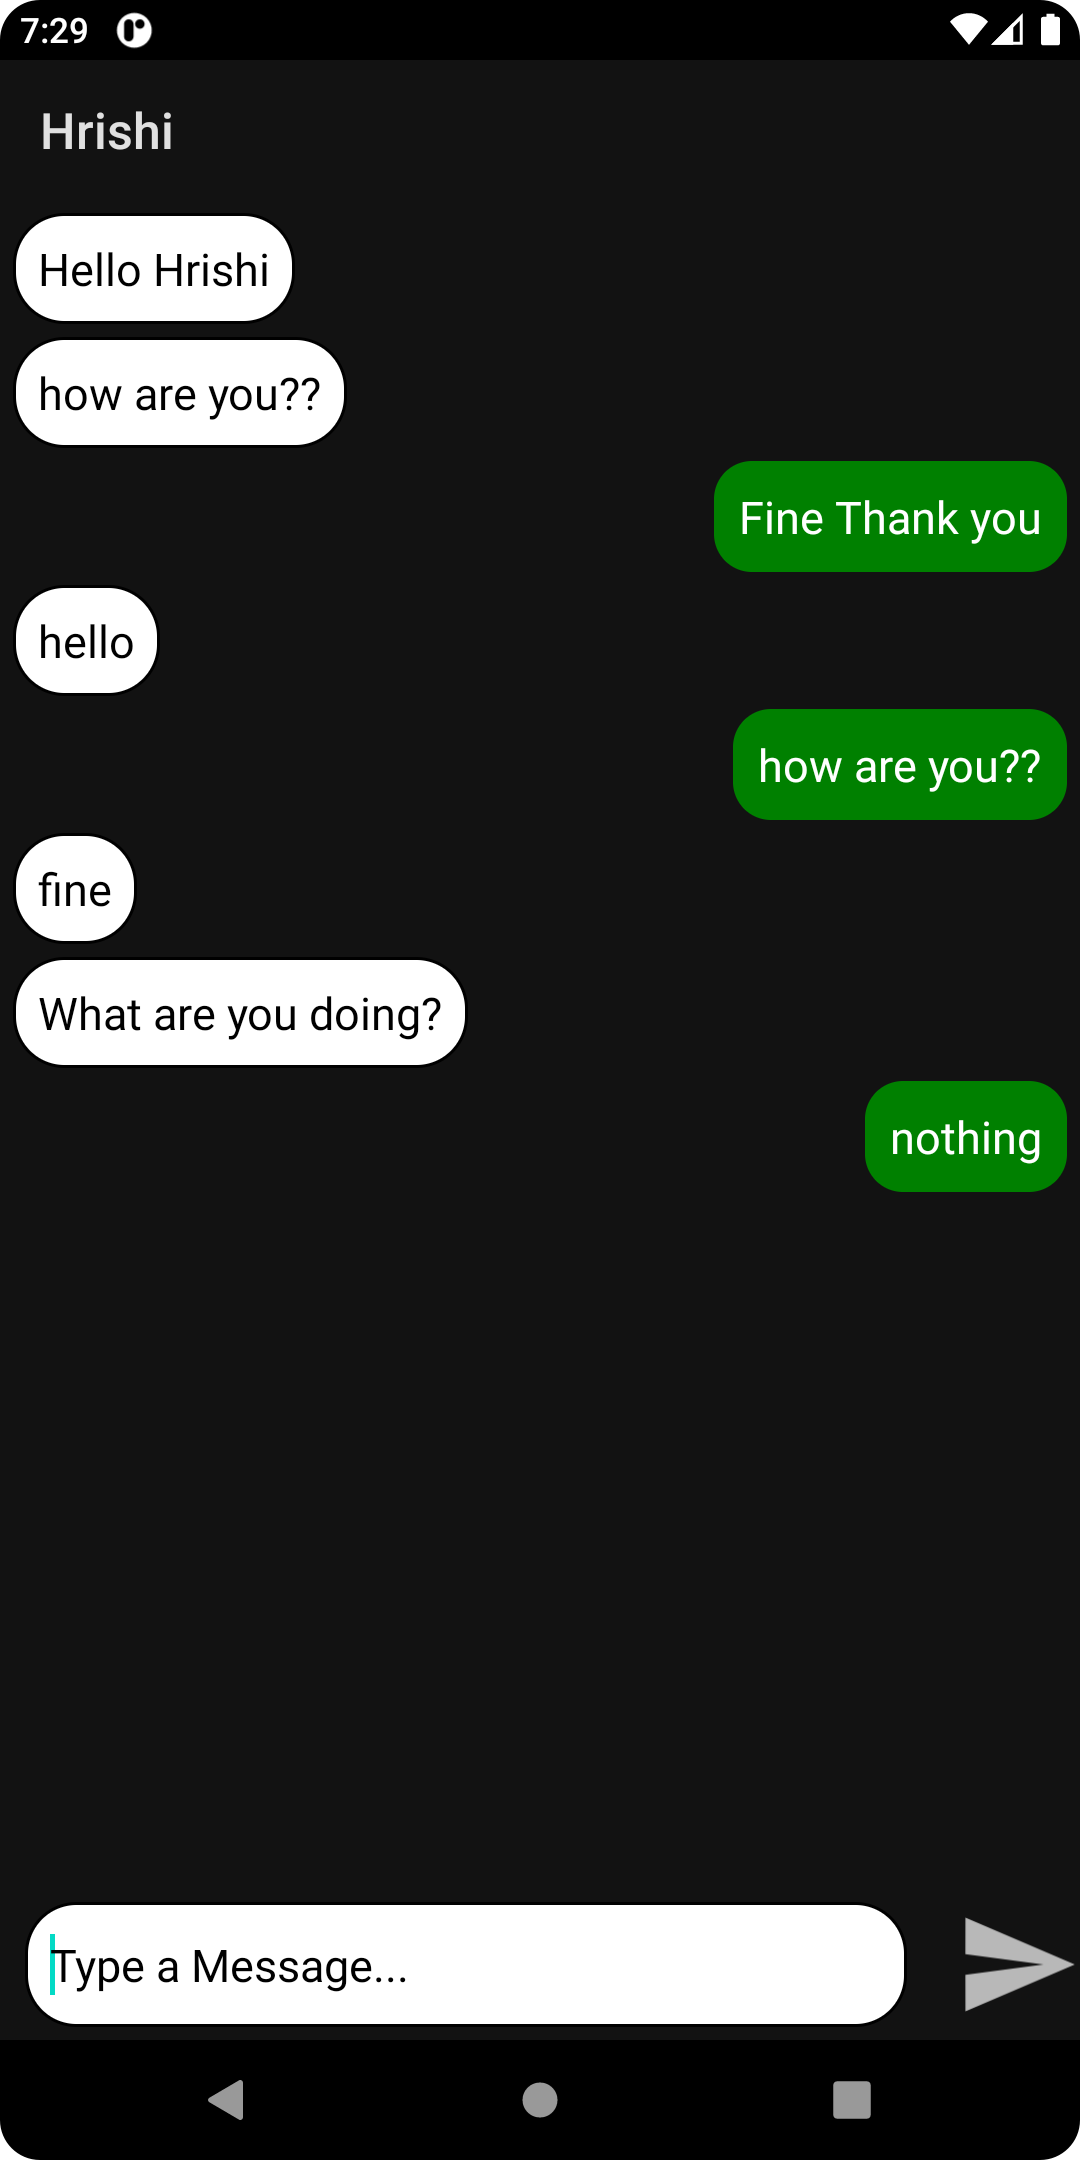 7:29
Hrishi
Hello Hrishi
how are you??
Fine Thank you
hello
how are you??
fine
What are you doing?
nothing
Type a Message...